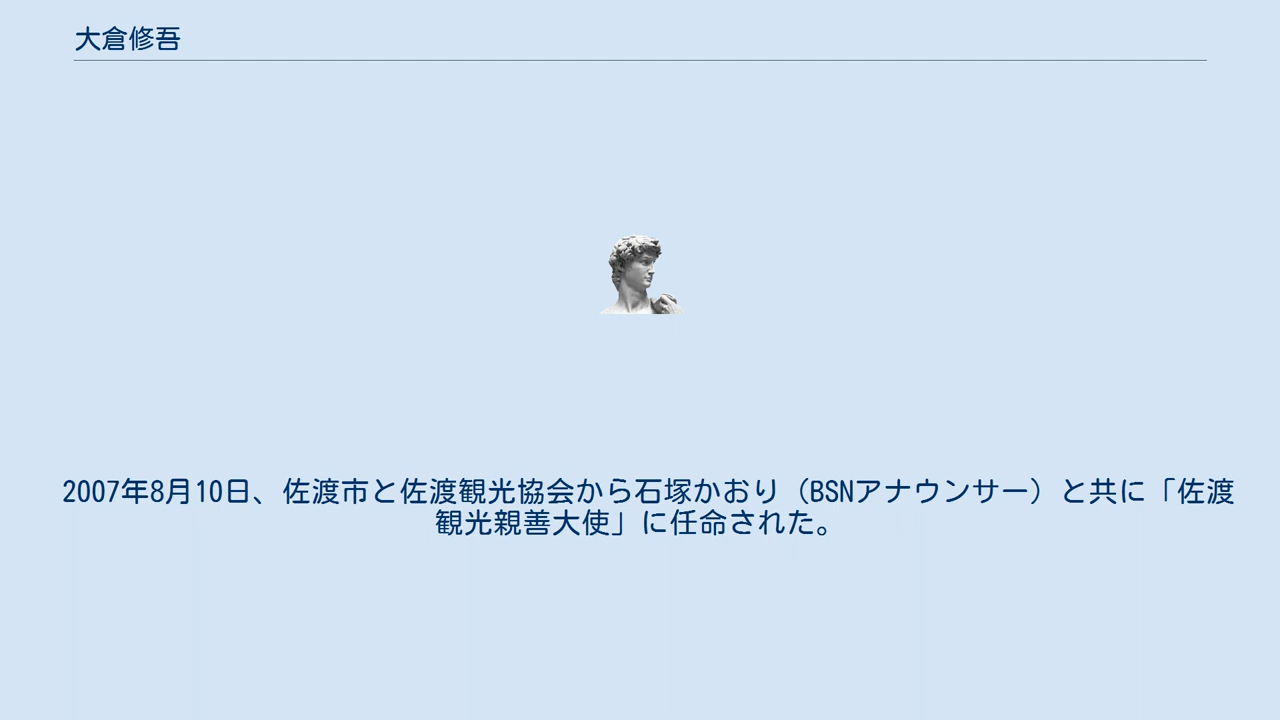 大倉修吾
2007年8月10日、佐渡市と佐渡観光協会から石塚かおり（BSNアナウンサー）と共に「佐渡
観光親善大使」に任命された。